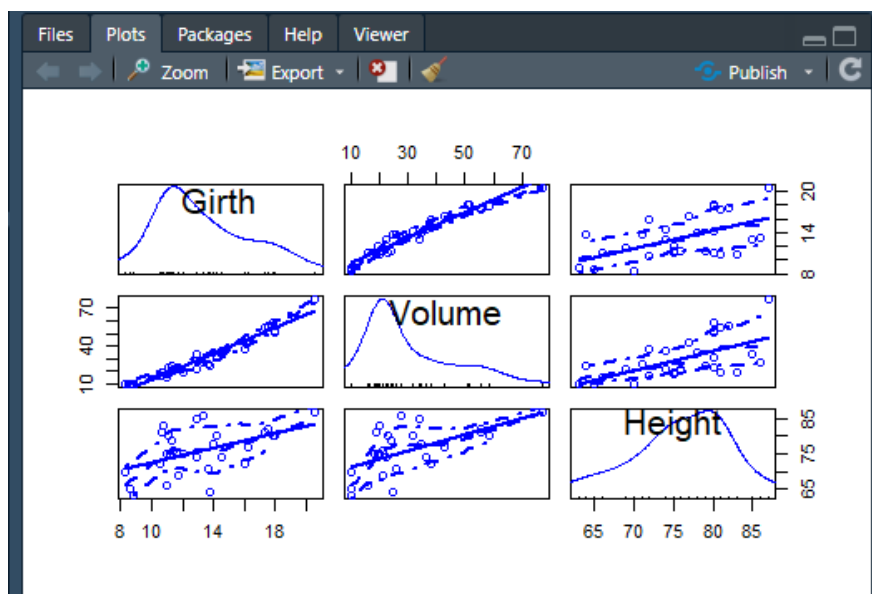 Files Plots Packages Help Viewer
Zoom Export Publish
10 30 50 70
Girth
20
14
8
70
40
10
Volume
Height
85
75
65
8 10 14 18
65 70 75 80 85